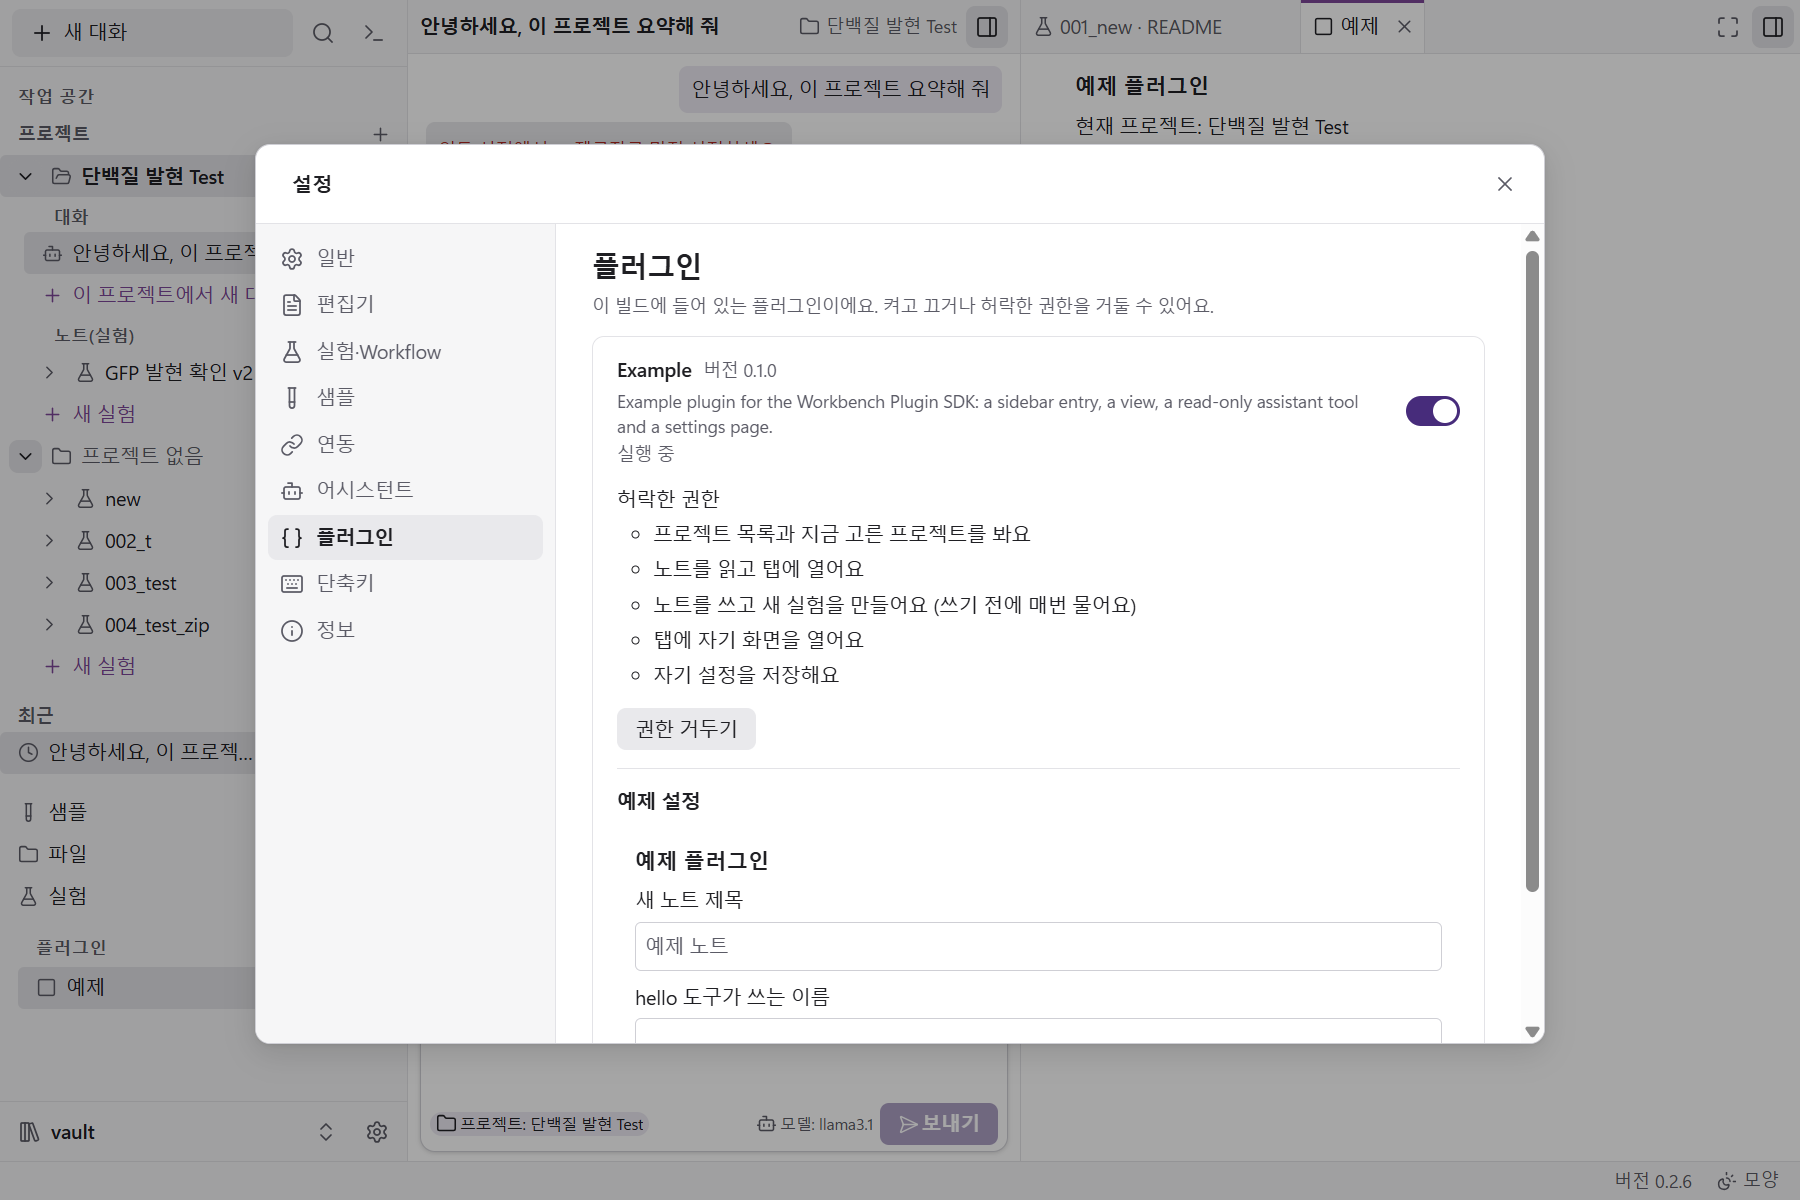 새 대화
안녕하세요, 이 프로젝트 요약해 줘
단백질 발현 Test
001_new · README
예제
작업 공간
프로젝트
단백질 발현 Test
대화
안녕하세요, 이 프로젝
이 프로젝트에서 새
노트(실험)
GFP 발현 확인 v2
새 실험
프로젝트 없음
new
002_t
003_test
004_test_zip
새 실험
최근
안녕하세요, 이 프로젝...
샘플
파일
실험
플러그인
예제
vault
안녕하세요, 이 프로젝트 요약해 줘
예제 플러그인
현재 프로젝트: 단백질 발현 Test
설정
일반
편집기
실험·Workflow
샘플
연동
어시스턴트
플러그인
단축키
정보
플러그인
이 빌드에 들어 있는 플러그인이에요. 켜고 끄거나 허락한 권한을 거둘 수 있어요.
Example 버전 0.1.0
Example plugin for the Workbench Plugin SDK: a sidebar entry, a view, a read-only assistant tool
and a settings page.
실행 중
허락한 권한
프로젝트 목록과 지금 고른 프로젝트를 봐요
노트를 읽고 탭에 열어요
노트를 쓰고 새 실험을 만들어요 (쓰기 전에 매번 물어요)
탭에 자기 화면을 열어요
자기 설정을 저장해요
권한 거두기
예제 설정
예제 플러그인
새 노트 제목
예제 노트
hello 도구가 쓰는 이름
프로젝트: 단백질 발현 Test
모델: llama3.1
보내기
버전 0.2.6
모양